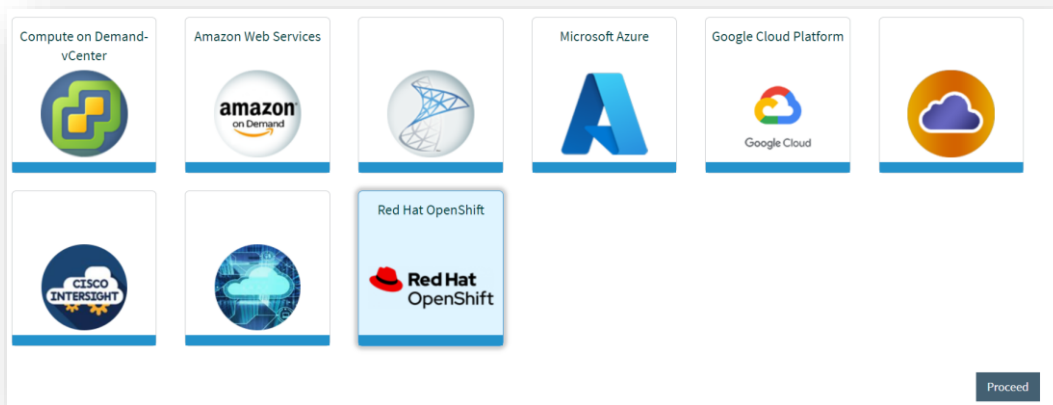 Compute on Demand-
vCenter
Amazon Web Services
Microsoft Azure
Google Cloud Platform
amazon
on Demand
Google Cloud
Red Hat OpenShift
CISCO
INTERSIGHT
Red Hat
OpenShift
Proceed